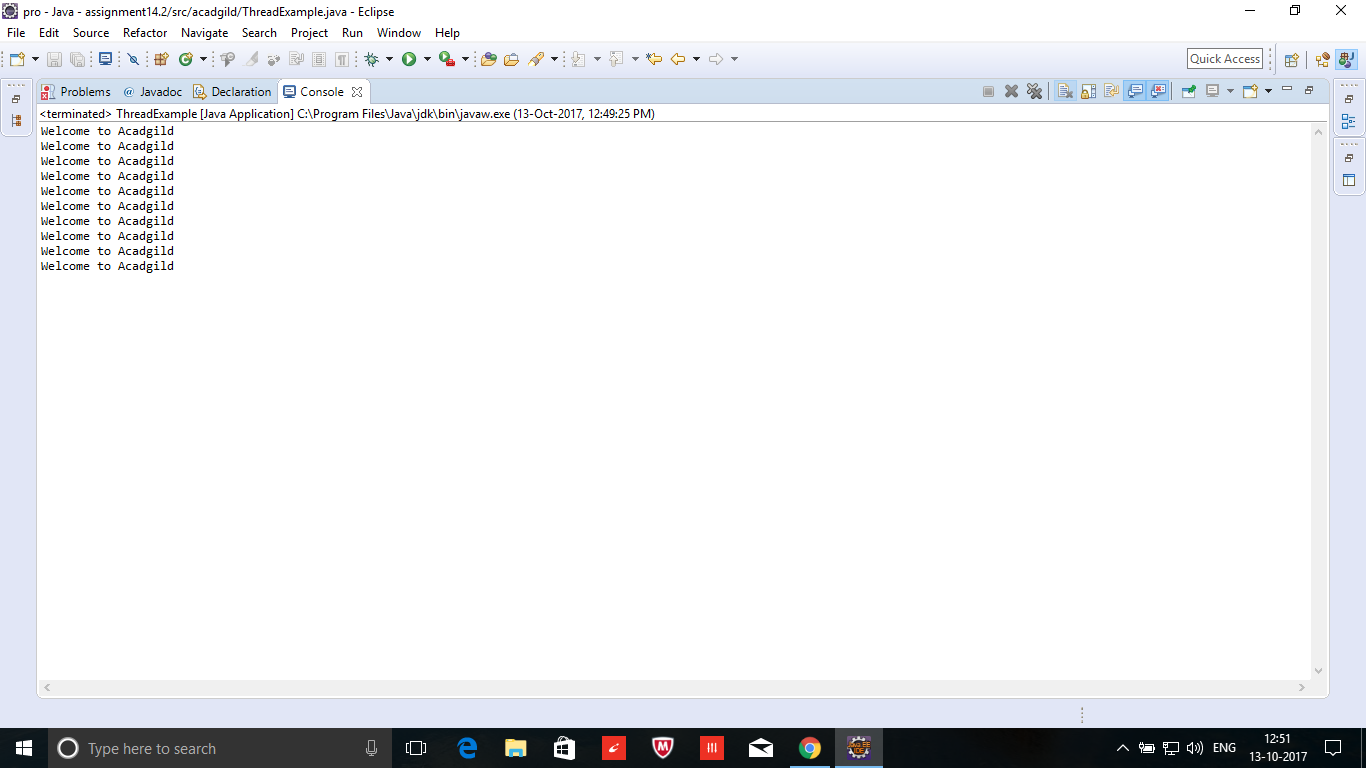 pro - Java - assignment14.2/src/acadgild/ThreadExample.java - Eclipse
File Edit Source Refactor Navigate Search Project Run Window Help
Quick Access
Problems @ Javadoc Declaration Console
<terminated> ThreadExample [Java Application] C:\Program Files\Java\jdk\bin\javaw.exe (13-Oct-2017, 12:49:25 PM)
Welcome to Acadgild
Welcome to Acadgild
Welcome to Acadgild
Welcome to Acadgild
Welcome to Acadgild
Welcome to Acadgild
Welcome to Acadgild
Welcome to Acadgild
Welcome to Acadgild
Welcome to Acadgild
Type here to search
ENG
12:51
13-10-2017